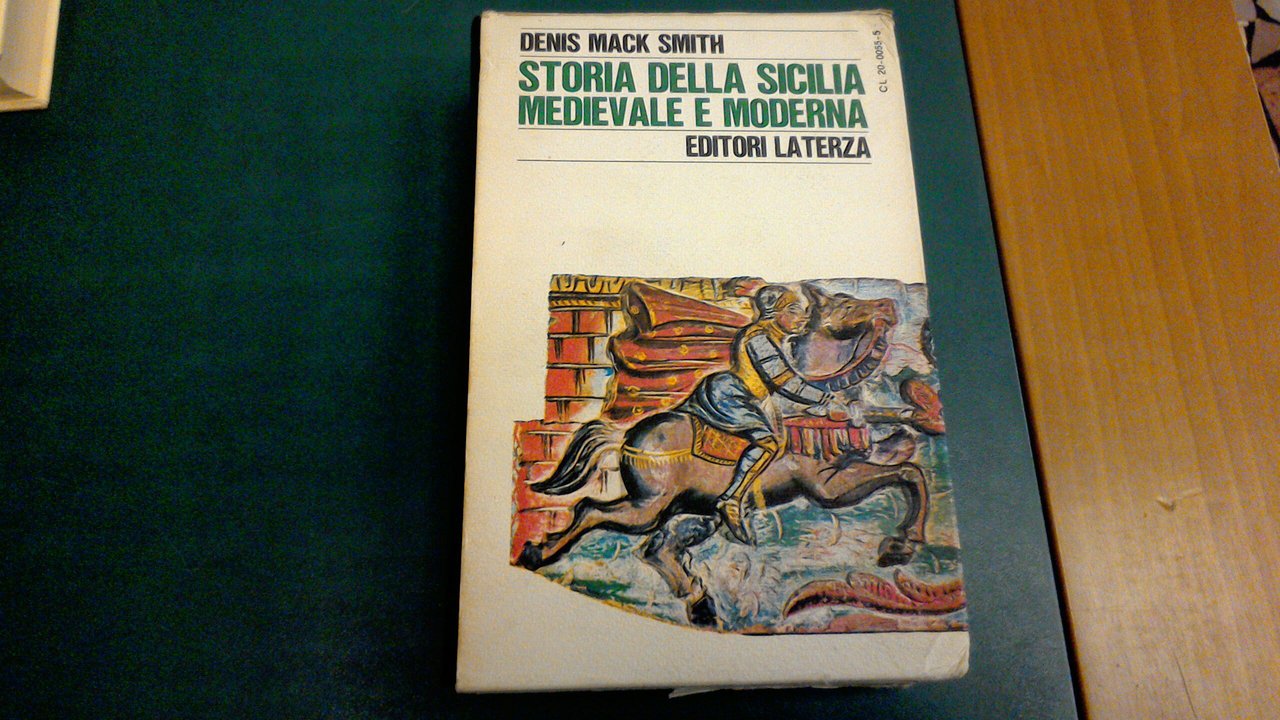 DENIS MACK SMITH
STORIA DELLA SICILIA
MEDIEVALE E MODERNA
EDITORI LATERZA
CL 20-0055-5